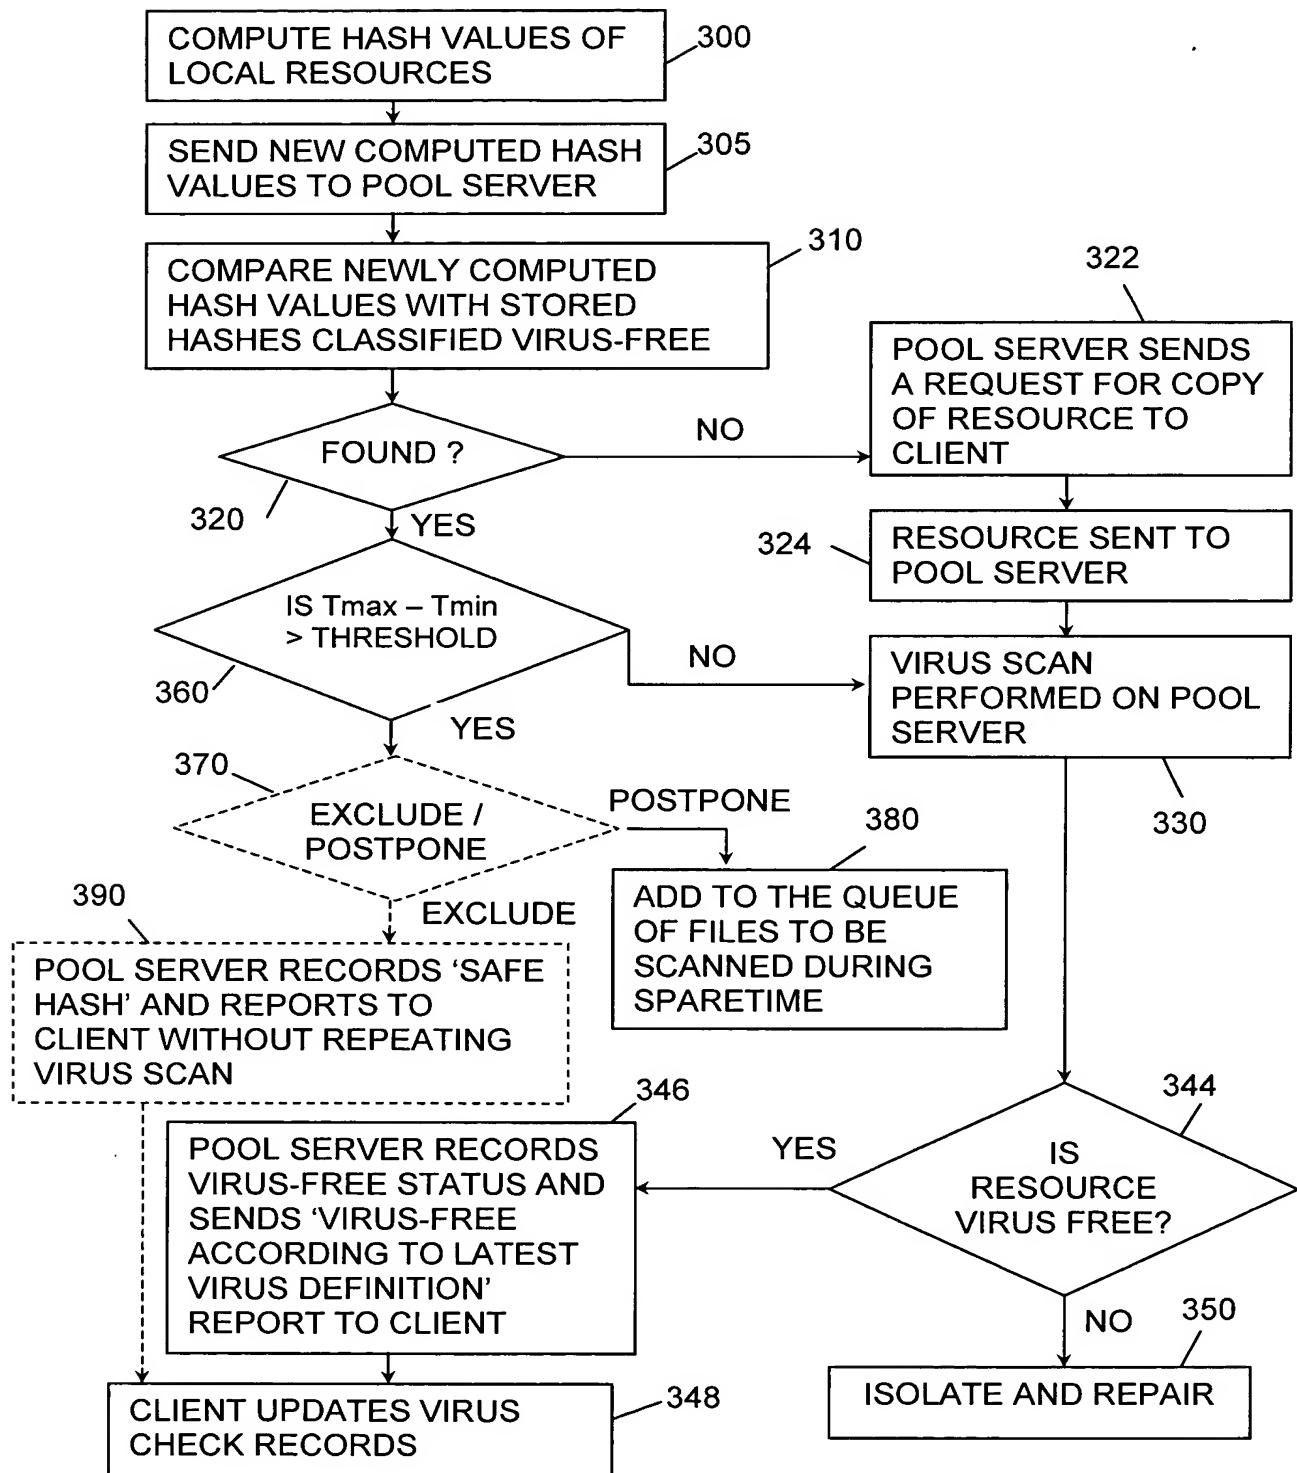 COMPUTE HASH VALUES OF
LOCAL RESOURCES
300
SEND NEW COMPUTED HASH
VALUES TO POOL SERVER
305
COMPARE NEWLY COMPUTED
HASH VALUES WITH STORED
HASHES CLASSIFIED VIRUS-FREE
310
FOUND ?
320
NO
YES
322
POOL SERVER SENDS
A REQUEST FOR COPY
OF RESOURCE TO
CLIENT
324
RESOURCE SENT TO
POOL SERVER
IS Tmax – Tmin
> THRESHOLD
360
NO
YES
VIRUS SCAN
PERFORMED ON POOL
SERVER
330
370
EXCLUDE /
POSTPONE
POSTPONE
EXCLUDE
380
ADD TO THE QUEUE
OF FILES TO BE
SCANNED DURING
SPARETIME
390
POOL SERVER RECORDS ‘SAFE
HASH’ AND REPORTS TO
CLIENT WITHOUT REPEATING
VIRUS SCAN
344
IS
RESOURCE
VIRUS FREE?
YES
NO
346
POOL SERVER RECORDS
VIRUS-FREE STATUS AND
SENDS ‘VIRUS-FREE
ACCORDING TO LATEST
VIRUS DEFINITION’
REPORT TO CLIENT
350
ISOLATE AND REPAIR
CLIENT UPDATES VIRUS
CHECK RECORDS
348